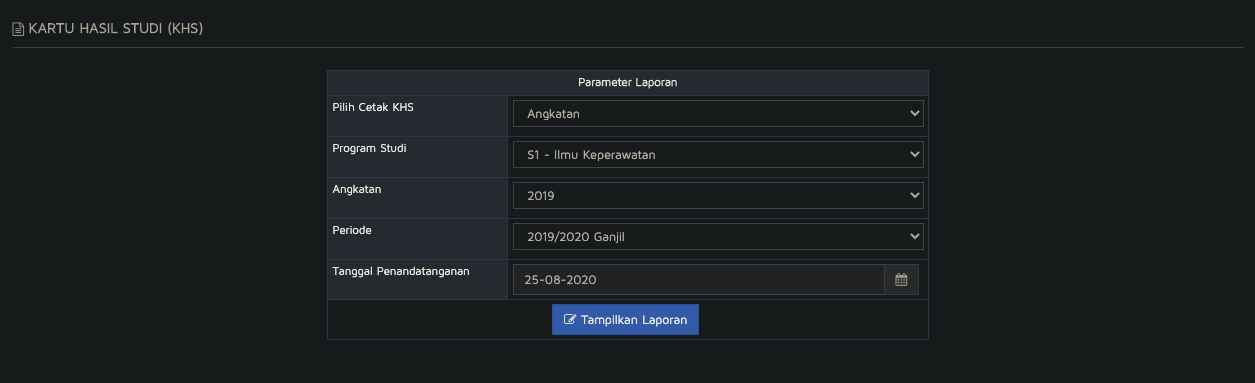 KARTU HASIL STUDI (KHS)
Parameter Laporan
Pilih Cetak KHS
Angkatan
Program Studi
S1 - Ilmu Keperawatan
Angkatan
2019
Periode
2019/2020 Ganjil
Tanggal Penandatanganan
25-08-2020
Tampilkan Laporan